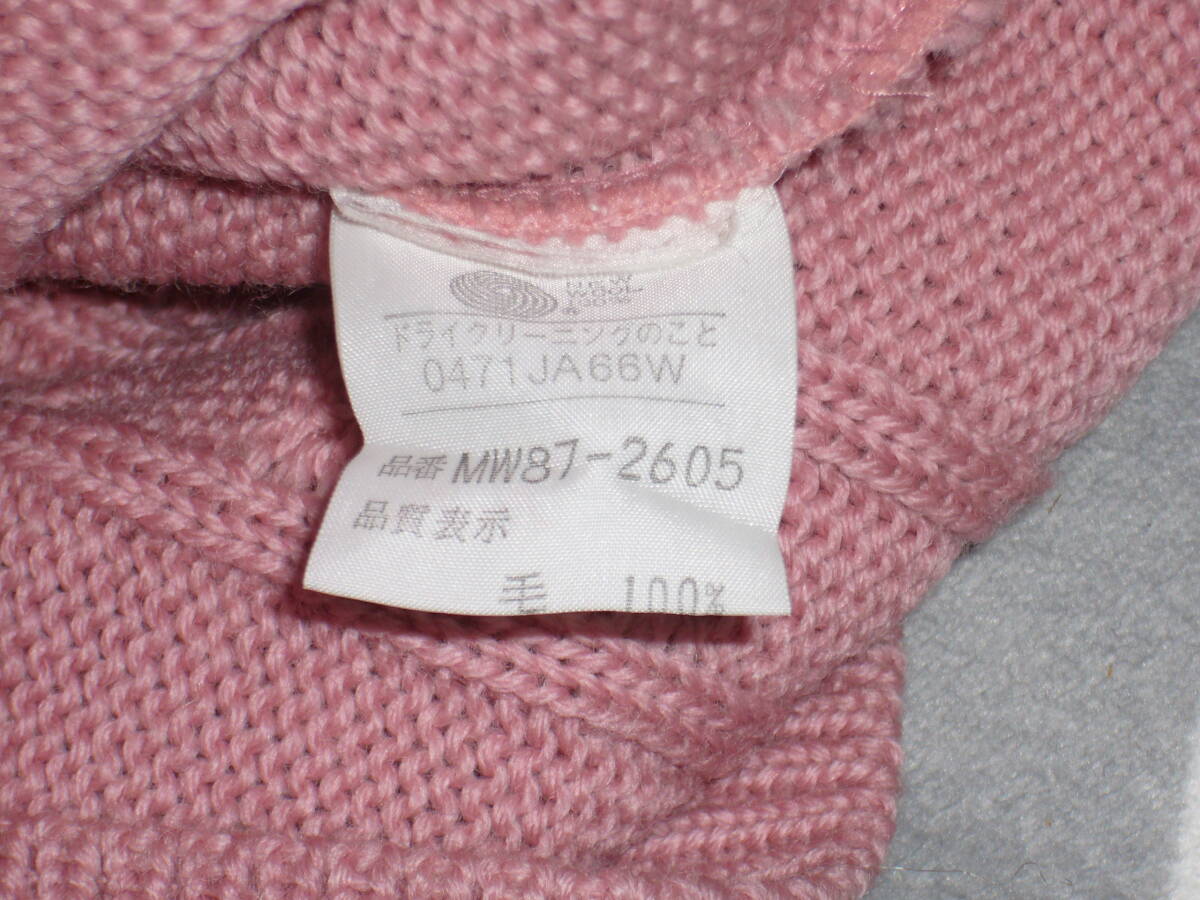 ドライクリーニングのこと
0471JA66W
品番 MW87-2605
品質表示
毛 100%